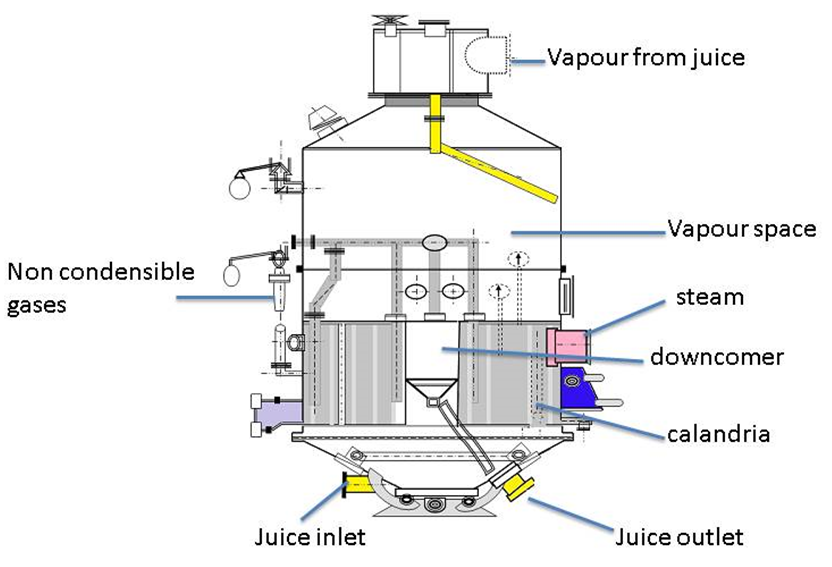 Vapour from juice
Vapour space
Non condensible
gases
steam
downcomer
calandria
Juice inlet
Juice outlet